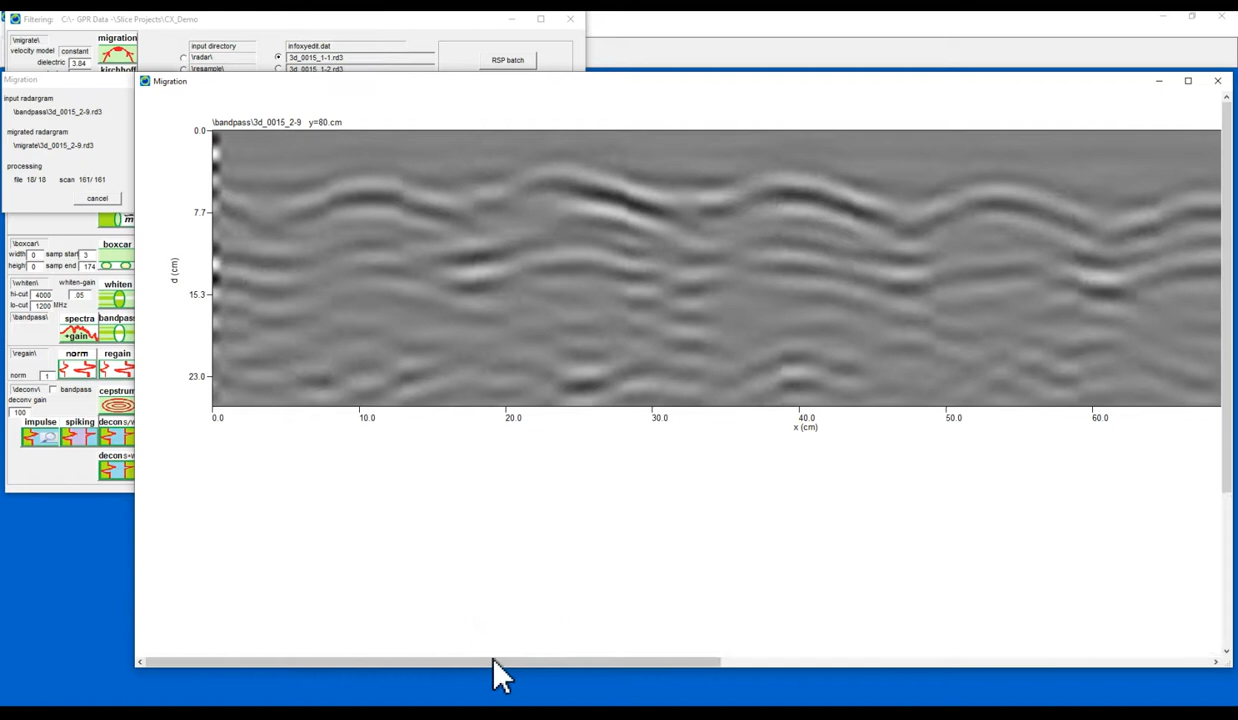 Filtering: C:\- GPR Data -\Slice Projects\CX_Demo
\migrate\
migration
velocity model constant
dielectric 3.84
kirchhoff
input directory
\radar\
\resample\
infoxyedit.dat
3d_0015_1-1.rd3
3d_0015_1-2.rd3
RSP batch
Migration
input radargram
\bandpass\3d_0015_2-9.rd3
migrated radargram
\migrate\3d_0015_2-9.rd3
processing
file 18/ 18 scan 161/ 161
cancel
\boxcar\
boxcar
width 0 samp start 3
heigh 0 samp end 174
\whiten\ whiten-gain
whiten
hi-cut 4000 .05
lo-cut 1200 MHz
\bandpass\
spectra
bandpass
+gain
\regain\
norm
regain
norm 1
\deconv\ bandpass
deconv gain
100
cepstrum
impulse spiking decon s/w
decon s+w
Migration
\bandpass\3d_0015_2-9 y=80.cm
0.0
7.7
d (cm)
15.3
23.0
0.0 10.0 20.0 30.0 40.0 50.0 60.0
x (cm)